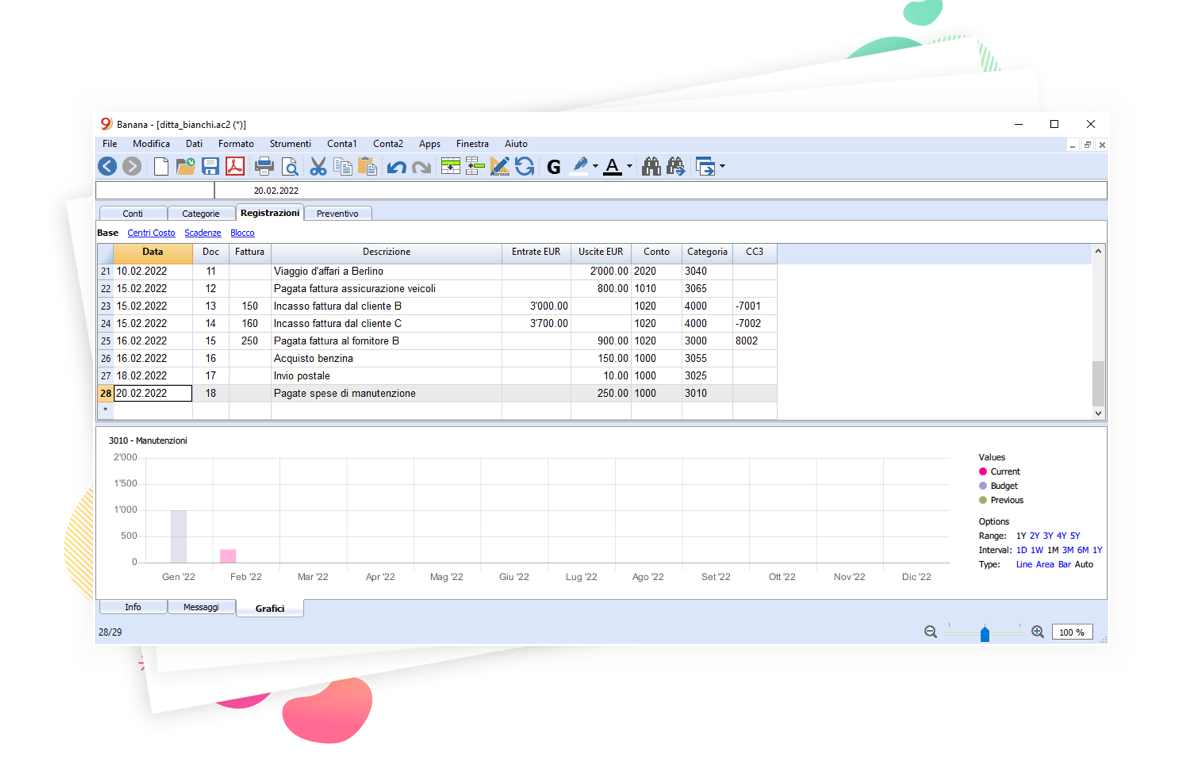 Banana - [ditta_bianchi.ac2 (*)]
File Modifica Dati Formato Strumenti Conta1 Conta2 Apps Finestra Aiuto
G A
20.02.2022
Conti Categorie Registrazioni Preventivo
Base Centri Costo Scadenze Blocco
Data Doc Fattura Descrizione Entrate EUR Uscite EUR Conto Categoria CC3
21 10.02.2022 11 Viaggio d'affari a Berlino 2'000.00 2020 3040
22 15.02.2022 12 Pagata fattura assicurazione veicoli 800.00 1010 3065
23 15.02.2022 13 150 Incasso fattura dal cliente B 3'000.00 1020 4000 -7001
24 15.02.2022 14 160 Incasso fattura dal cliente C 3'700.00 1020 4000 -7002
25 16.02.2022 15 250 Pagata fattura al fornitore B 900.00 1020 3000 8002
26 16.02.2022 16 Acquisto benzina 150.00 1000 3055
27 18.02.2022 17 Invio postale 10.00 1000 3025
28 20.02.2022 18 Pagate spese di manutenzione 250.00 1000 3010
*
3010 - Manutenzioni
2'000
1'500
1'000
500
0
Gen '22 Feb '22 Mar '22 Apr '22 Mag '22 Giu '22 Lug '22 Ago '22 Set '22 Ott '22 Nov '22 Dic '22
Values
Current
Budget
Previous
Options
Range: 1Y 2Y 3Y 4Y 5Y
Interval: 1D 1W 1M 3M 6M 1Y
Type: Line Area Bar Auto
Info Messaggi Grafici
28/29
100 %